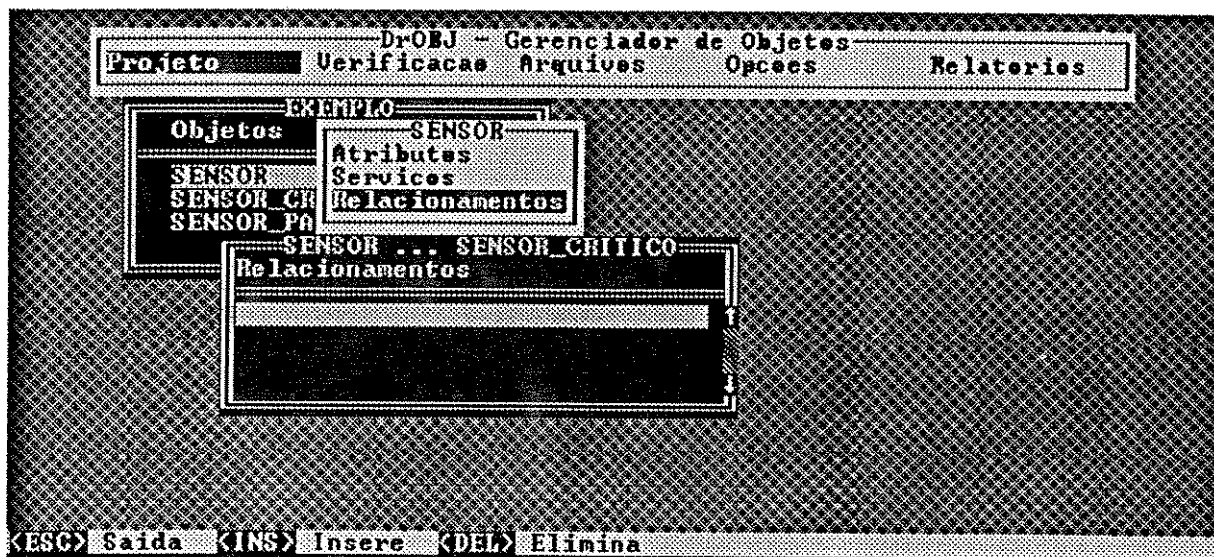 DrOBJ - Gerenciador de Objetos
Projeto Verificacao Arquivos Opcoes Relatorios
EXEMPLO
Objetos
SENSOR
SENSOR_CR
SENSOR_PA
SENSOR
Atributos
Servicos
Relacionamentos
SENSOR ... SENSOR_CRITICO
Relacionamentos
<ESC> Saida <INS> Insere <DEL> Elimina